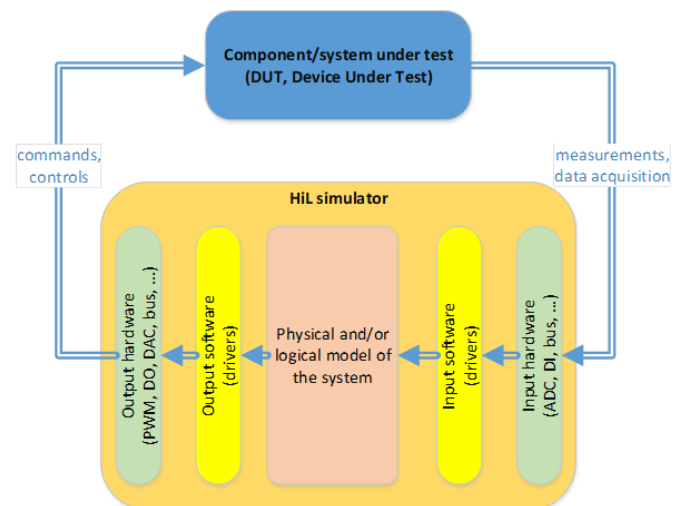 Component/system under test
(DUT, Device Under Test)
commands,
controls
measurements,
data acquisition
HiL simulator
Output hardware
(PWM, DO, DAC, bus, ...)
Output software
(drivers)
Physical and/or
logical model of
the system
Input software
(drivers)
Input hardware
(ADC, DI, bus, ...)